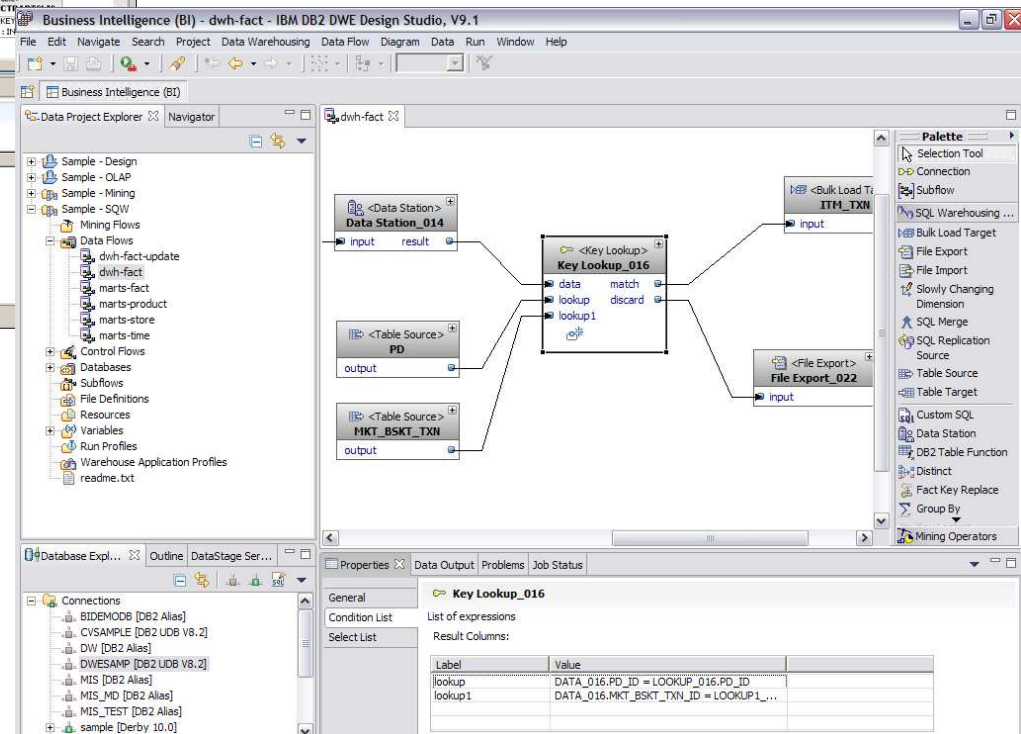 Business Intelligence (BI) - dwh-fact - IBM DB2 DWE Design Studio, V9.1
File Edit Navigate Search Project Data Warehousing Data Flow Diagram Data Run Window Help
Business Intelligence (BI)
Data Project Explorer Navigator
Sample - Design
Sample - OLAP
Sample - Mining
Sample - SQW
Mining Flows
Data Flows
dwh-fact-update
dwh-fact
marts-fact
marts-product
marts-store
marts-time
Control Flows
Databases
Subflows
File Definitions
Resources
Variables
Run Profiles
Warehouse Application Profiles
readme.txt
dwh-fact
<Data Station>
Data Station_014
input result
<Table Source>
PD
output
<Table Source>
MKT_BSKT_TXN
output
<Key Lookup>
Key Lookup_016
data match
lookup discard
lookup1
<Bulk Load Ta
ITM_TXN
input
<File Export>
File Export_022
input
Palette
Selection Tool
Connection
Subflow
SQL Warehousing ...
Bulk Load Target
File Export
File Import
Slowly Changing
Dimension
SQL Merge
SQL Replication
Source
Table Source
Table Target
Custom SQL
Data Station
DB2 Table Function
Distinct
Fact Key Replace
Group By
Mining Operators
Database Expl... Outline DataStage Ser...
Connections
BIDEMODB [DB2 Alias]
CVSAMPLE [DB2 UDB V8.2]
DW [DB2 Alias]
DWESAMP [DB2 UDB V8.2]
MIS [DB2 Alias]
MIS_MD [DB2 Alias]
MIS_TEST [DB2 Alias]
sample [Derby 10.0]
Properties Data Output Problems Job Status
General
Condition List
Select List
Key Lookup_016
List of expressions
Result Columns:
Label Value
lookup DATA_016.PD_ID = LOOKUP_016.PD_ID
lookup1 DATA_016.MKT_BSKT_TXN_ID = LOOKUP1_...